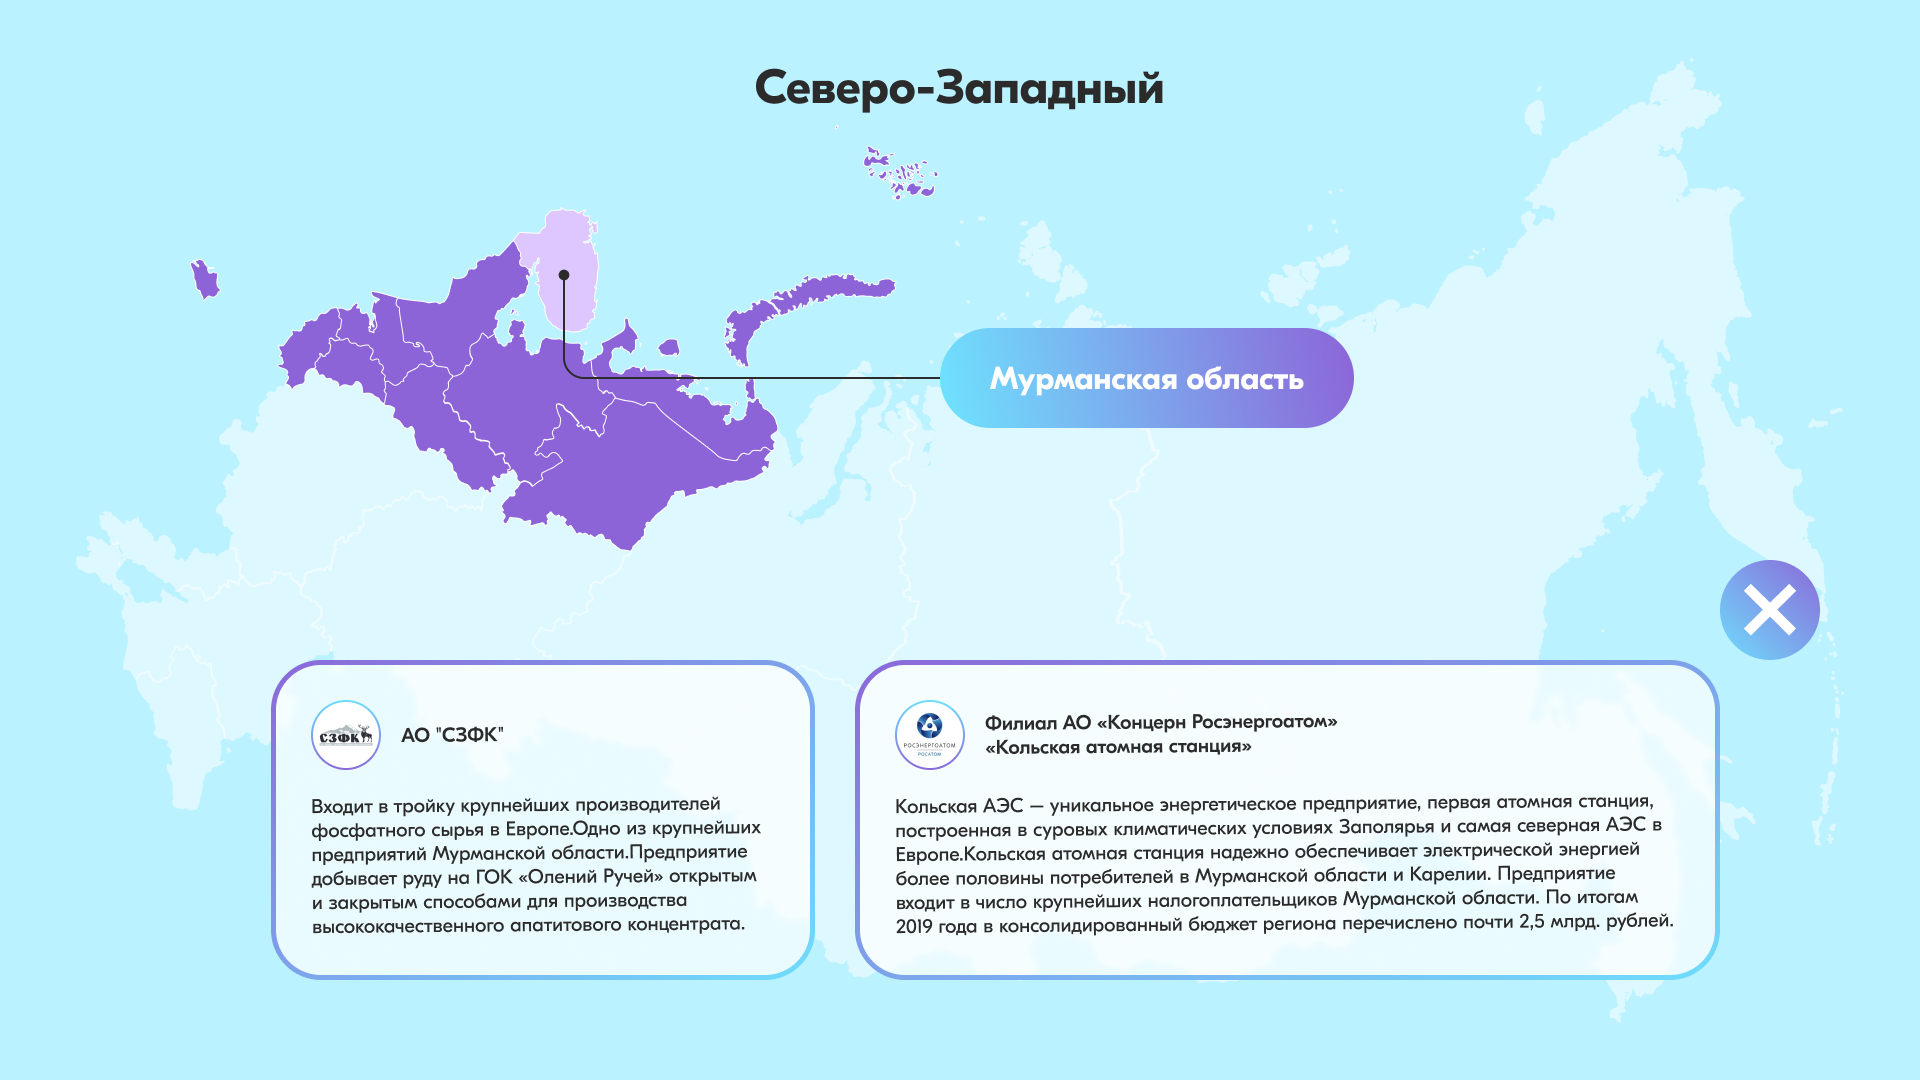 Северо-Западный
Мурманская область
СЗФК
АО "СЗФК"
Входит в тройку крупнейших производителей
фосфатного сырья в Европе.Одно из крупнейших
предприятий Мурманской области.Предприятие
добывает руду на ГОК «Олений Ручей» открытым
и закрытым способами для производства
высококачественного апатитового концентрата.
РОСЭНЕРГОАТОМ
РОСАТОМ
Филиал АО «Концерн Росэнергоатом»
«Кольская атомная станция»
Кольская АЭС – уникальное энергетическое предприятие, первая атомная станция,
построенная в суровых климатических условиях Заполярья и самая северная АЭС в
Европе.Кольская атомная станция надежно обеспечивает электрической энергией
более половины потребителей в Мурманской области и Карелии. Предприятие
входит в число крупнейших налогоплательщиков Мурманской области. По итогам
2019 года в консолидированный бюджет региона перечислено почти 2,5 млрд. рублей.